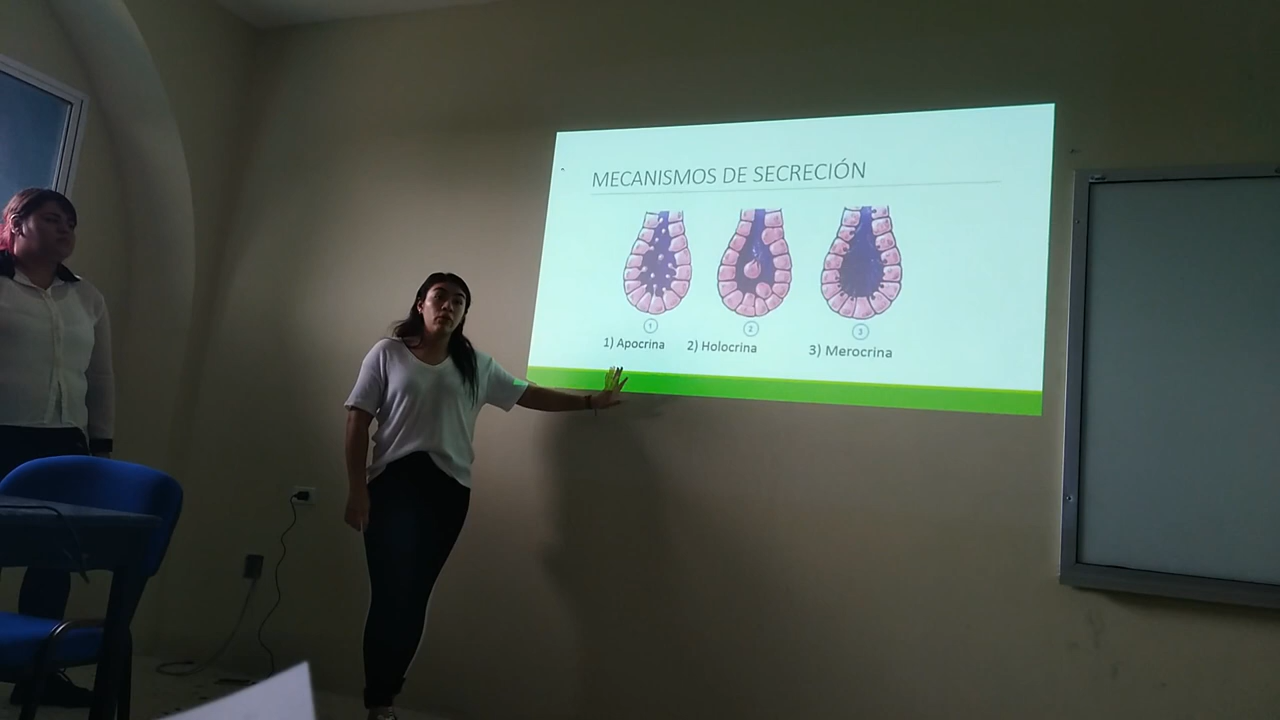 MECANISMOS DE SECRECIÓN
1 2 3
1) Apocrina 2) Holocrina 3) Merocrina